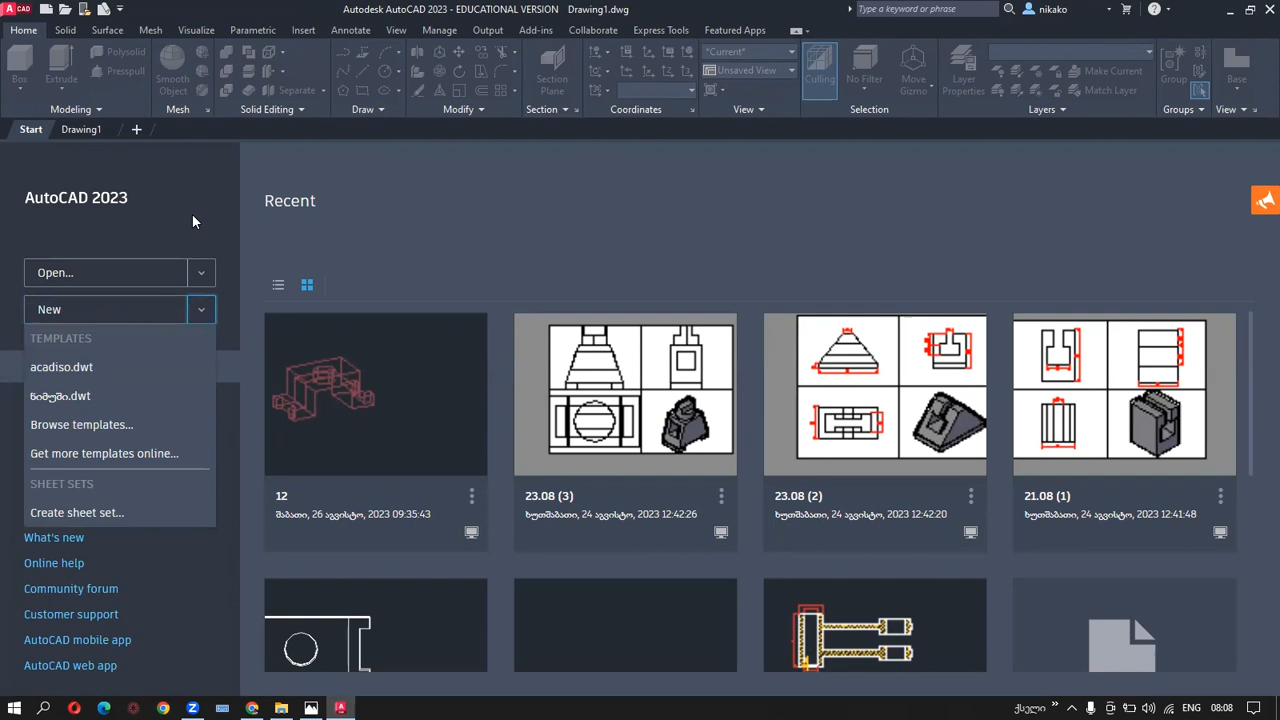 CAD
Autodesk AutoCAD 2023 - EDUCATIONAL VERSION Drawing1.dwg
Type a keyword or phrase
nikako
Home Solid Surface Mesh Visualize Parametric Insert Annotate View Manage Output Add-ins Collaborate Express Tools Featured Apps
Box
Extrude
Polysolid
Presspull
Smooth
Object
Separate
Section
Plane
"Current"
Unsaved View
Culling
No Filter
Move
Gizmo
Layer
Properties
Make Current
Match Layer
Group
Base
Modeling Mesh Solid Editing Draw Modify Section Coordinates View Selection Layers Groups View
Start Drawing1
AutoCAD 2023
Recent
Open...
New
TEMPLATES
acadiso.dwt
ნიმუში.dwt
Browse templates...
Get more templates online...
SHEET SETS
Create sheet set...
What's new
Online help
Community forum
Customer support
AutoCAD mobile app
AutoCAD web app
12
შაბათი, 26 აგვისტო, 2023 09:35:43
23.08 (3)
ხუთშაბათი, 24 აგვისტო, 2023 12:42:26
23.08 (2)
ხუთშაბათი, 24 აგვისტო, 2023 12:42:20
21.08 (1)
ხუთშაბათი, 24 აგვისტო, 2023 12:41:48
ქსელი
ENG
08:08